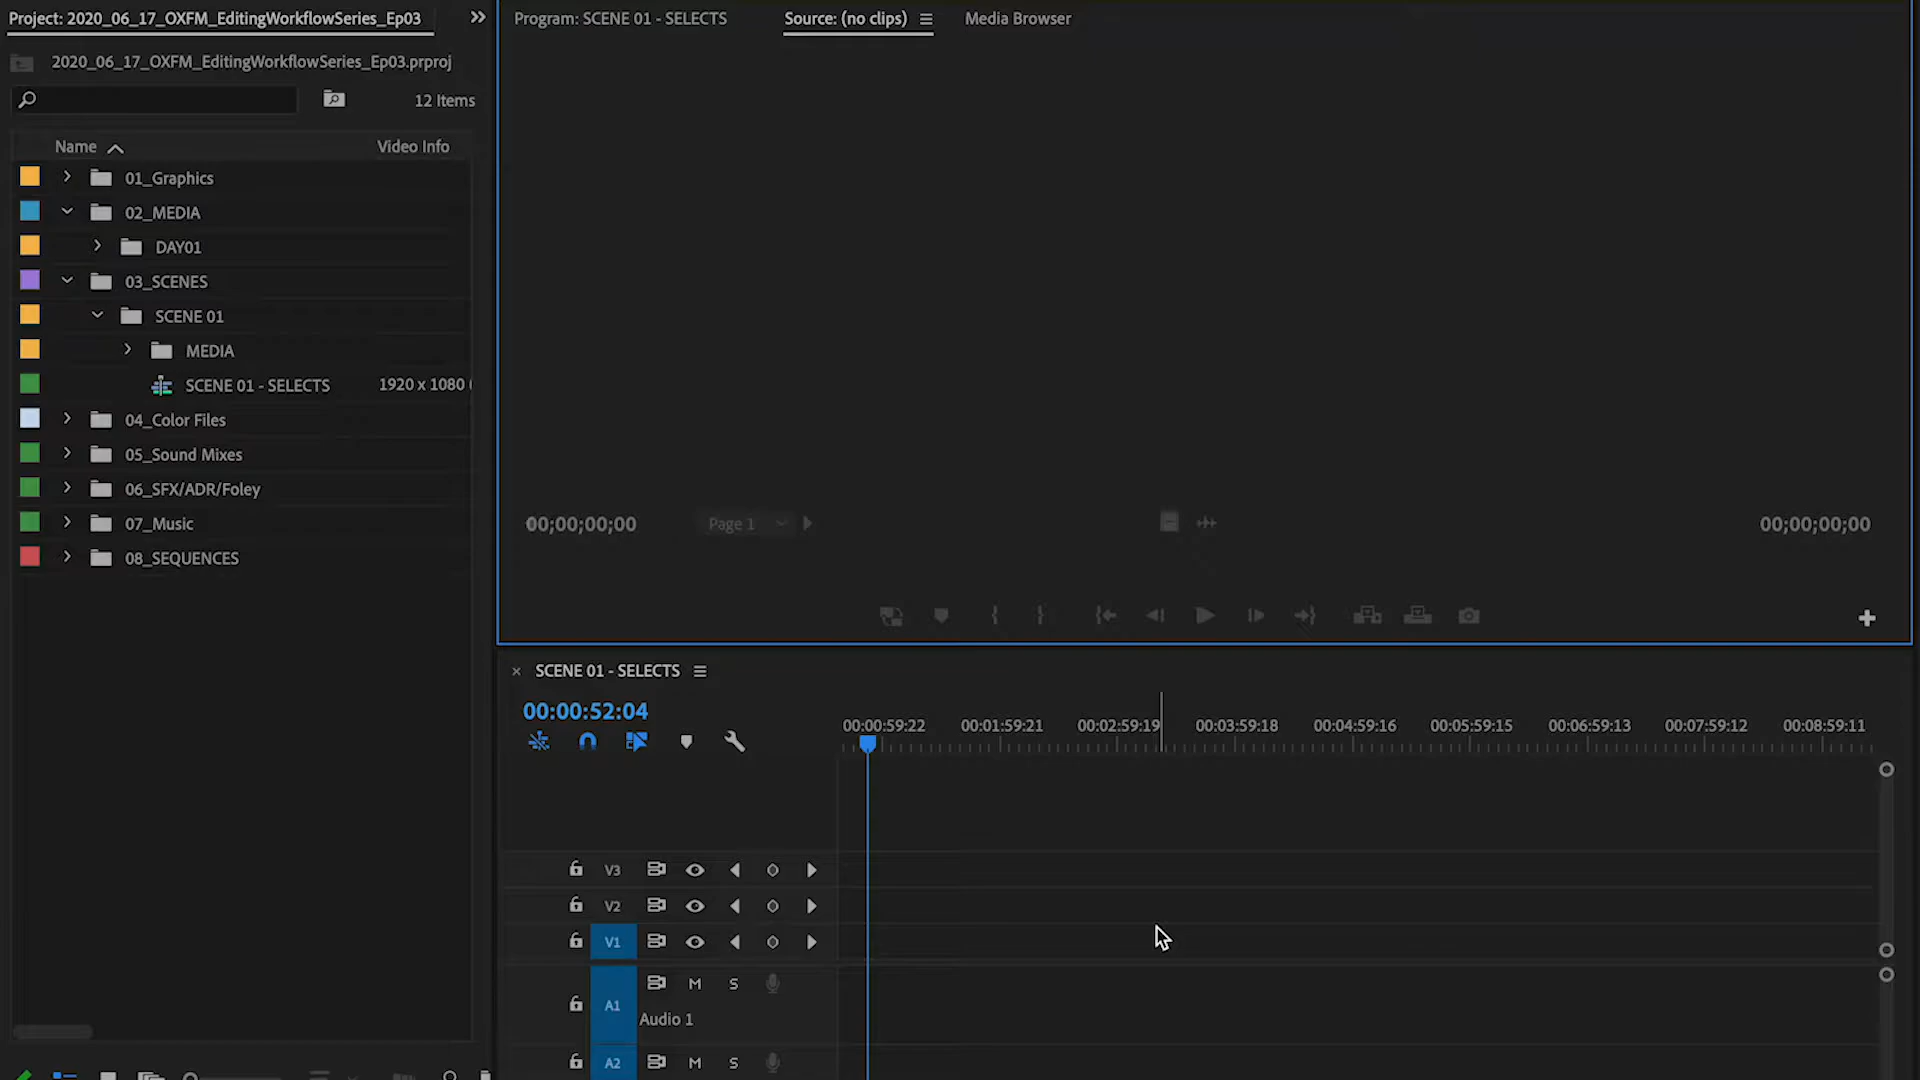 Project: 2020_06_17_OXFM_EditingWorkflowSeries_Ep03
2020_06_17_OXFM_EditingWorkflowSeries_Ep03.prproj
12 Items
Name Video Info
01_Graphics
02_MEDIA
DAY01
03_SCENES
SCENE 01
MEDIA
SCENE 01 - SELECTS 1920 x 1080
04_Color Files
05_Sound Mixes
06_SFX/ADR/Foley
07_Music
08_SEQUENCES
Program: SCENE 01 - SELECTS Source: (no clips) Media Browser
00;00;00;00 Page 1 00;00;00;00
SCENE 01 - SELECTS
00:00:52:04
00:00:59:22 00:01:59:21 00:02:59:19 00:03:59:18 00:04:59:16 00:05:59:15 00:06:59:13 00:07:59:12 00:08:59:11
V3
V2
V1
A1 M S
Audio 1
A2 M S